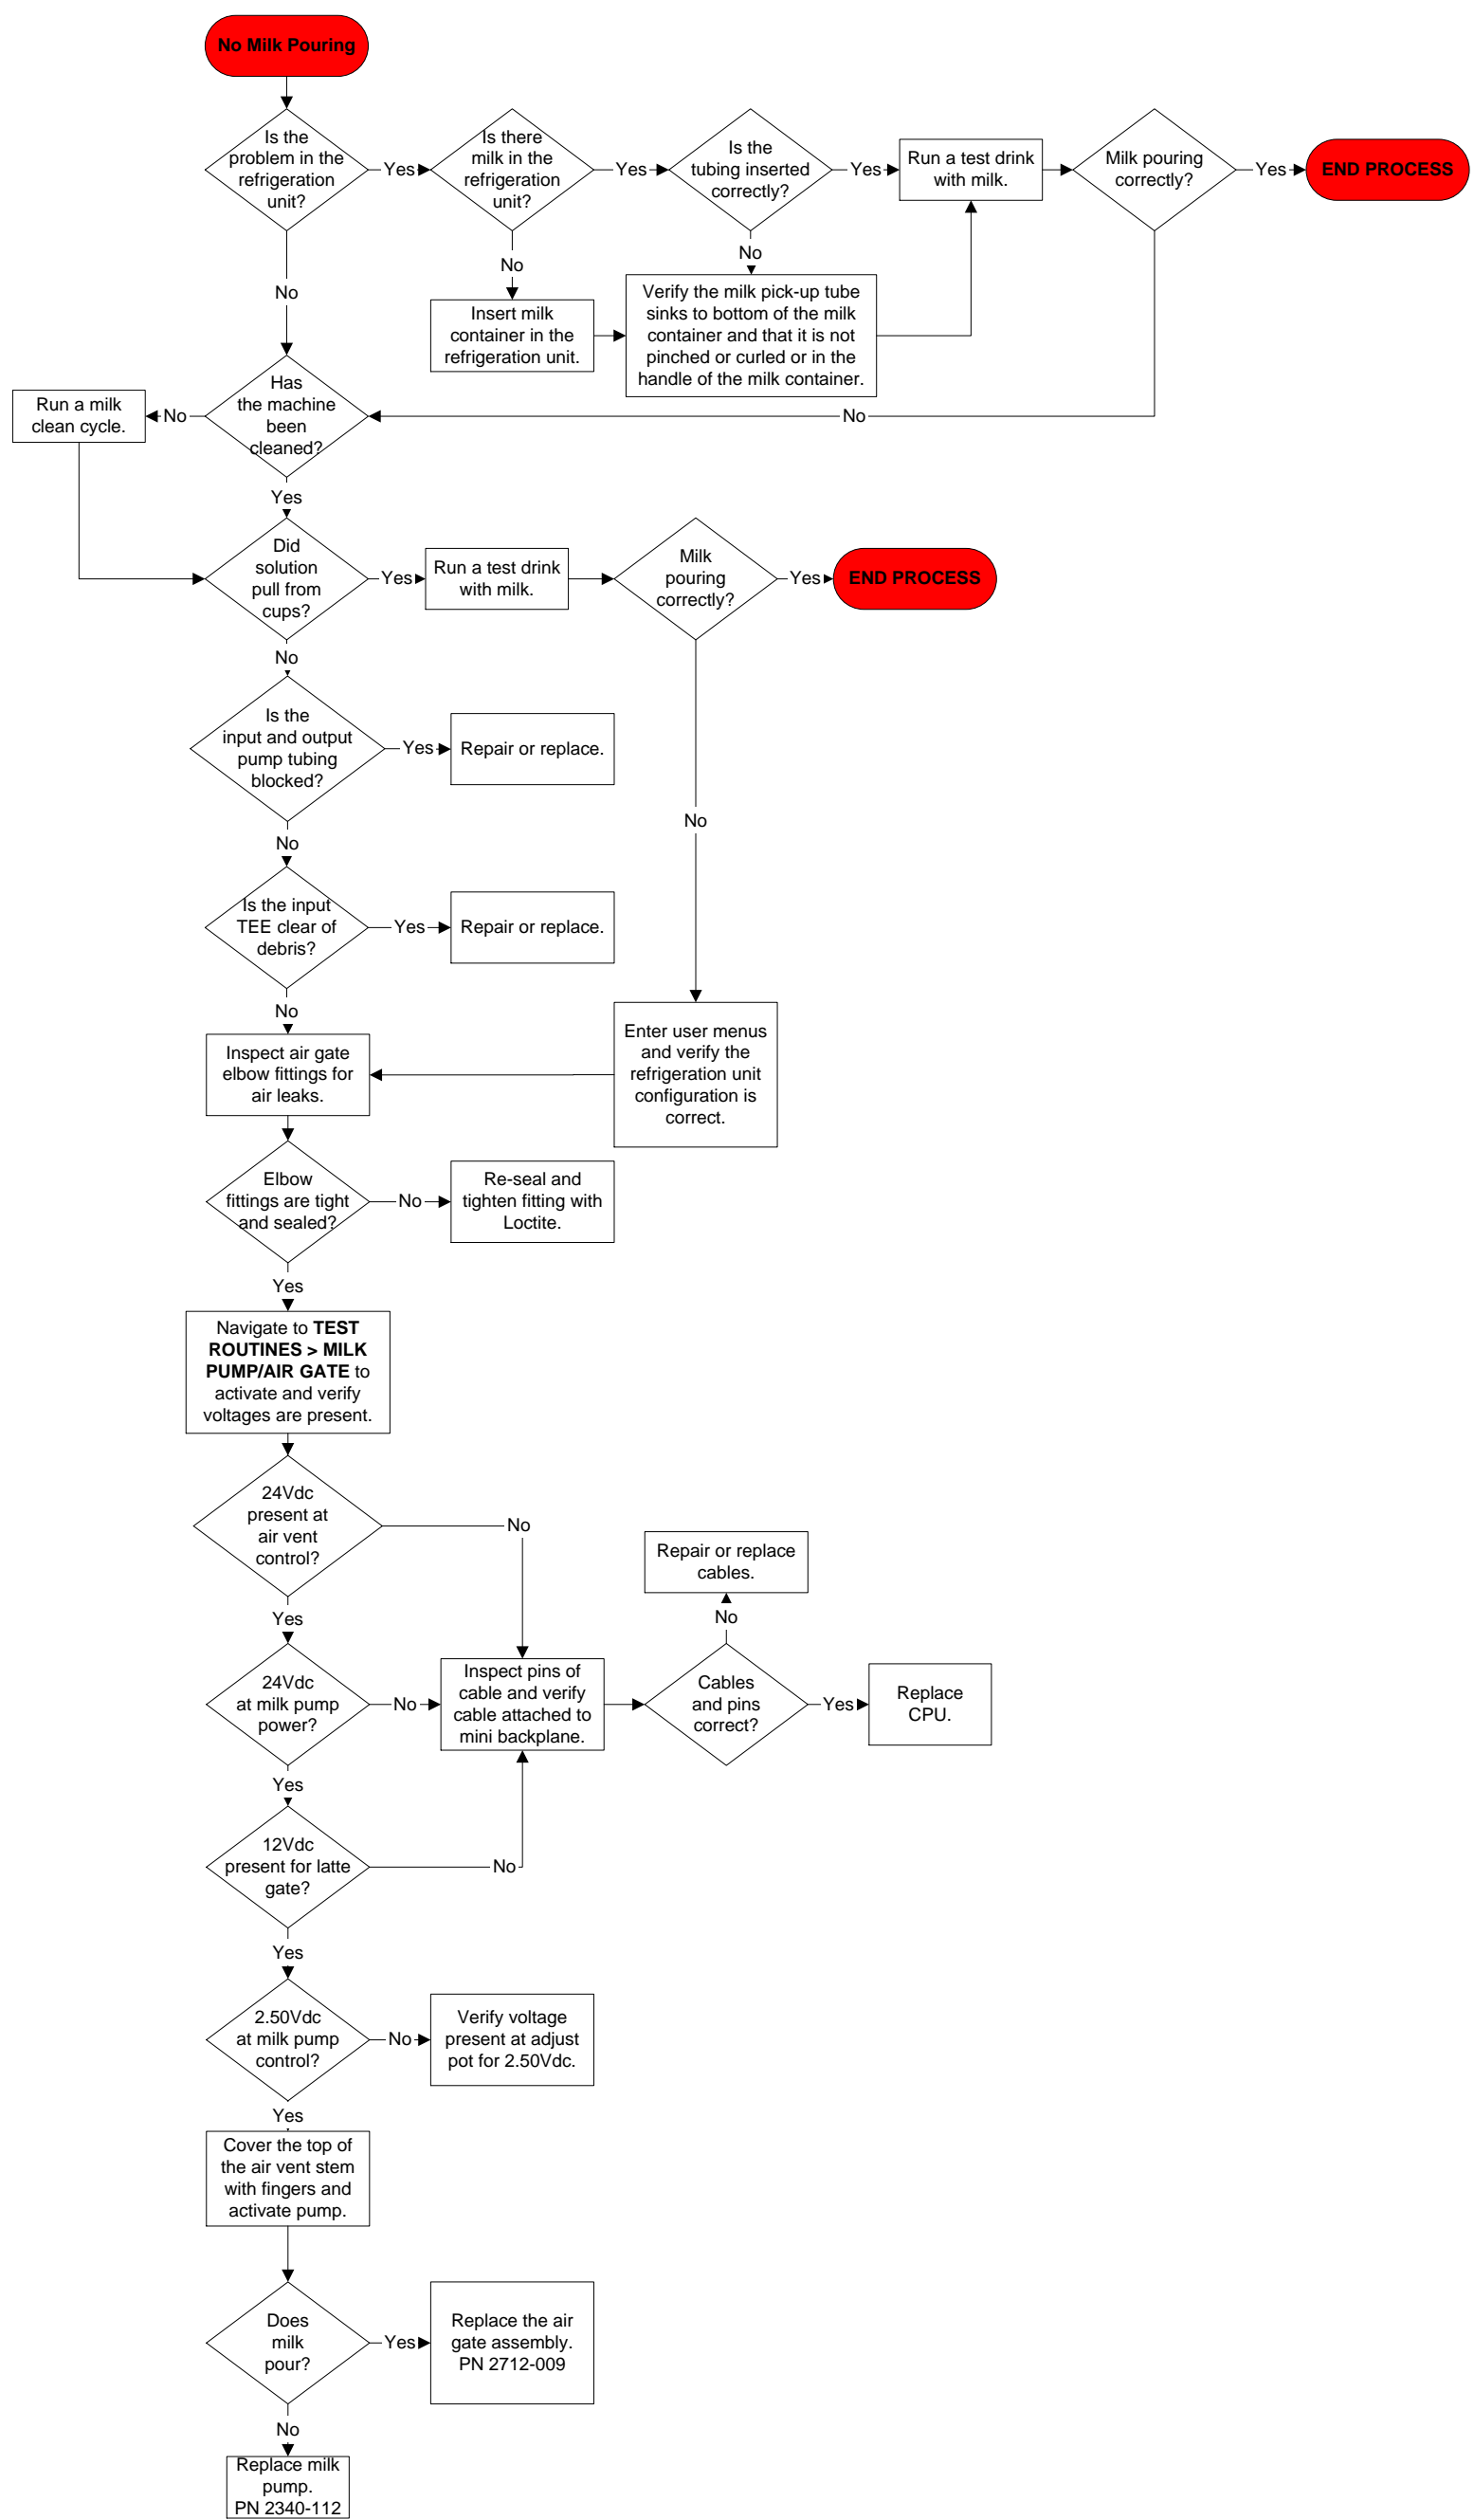 No Milk Pouring
Is the
problem in the
refrigeration
unit?
Yes
Is there
milk in the
refrigeration
unit?
Yes
Is the
tubing inserted
correctly?
Yes
Run a test drink
with milk.
Milk pouring
correctly?
Yes
END PROCESS
No
No
No
Insert milk
container in the
refrigeration unit.
Verify the milk pick-up tube
sinks to bottom of the milk
container and that it is not
pinched or curled or in the
handle of the milk container.
No
Run a milk
clean cycle.
No
Has
the machine
been
cleaned?
Yes
Did
solution
pull from
cups?
Yes
Run a test drink
with milk.
Milk
pouring
correctly?
Yes
END PROCESS
No
Is the
input and output
pump tubing
blocked?
Yes
Repair or replace.
No
No
Is the input
TEE clear of
debris?
Yes
Repair or replace.
No
Inspect air gate
elbow fittings for
air leaks.
Enter user menus
and verify the
refrigeration unit
configuration is
correct.
Elbow
fittings are tight
and sealed?
No
Re-seal and
tighten fitting with
Loctite.
Yes
Navigate to TEST
ROUTINES > MILK
PUMP/AIR GATE to
activate and verify
voltages are present.
24Vdc
present at
air vent
control?
No
Yes
Repair or replace
cables.
No
24Vdc
at milk pump
power?
No
Inspect pins of
cable and verify
cable attached to
mini backplane.
Cables
and pins
correct?
Yes
Replace
CPU.
Yes
12Vdc
present for latte
gate?
No
Yes
2.50Vdc
at milk pump
control?
No
Verify voltage
present at adjust
pot for 2.50Vdc.
Yes
Cover the top of
the air vent stem
with fingers and
activate pump.
Does
milk
pour?
Yes
Replace the air
gate assembly.
PN 2712-009
No
Replace milk
pump.
PN 2340-112